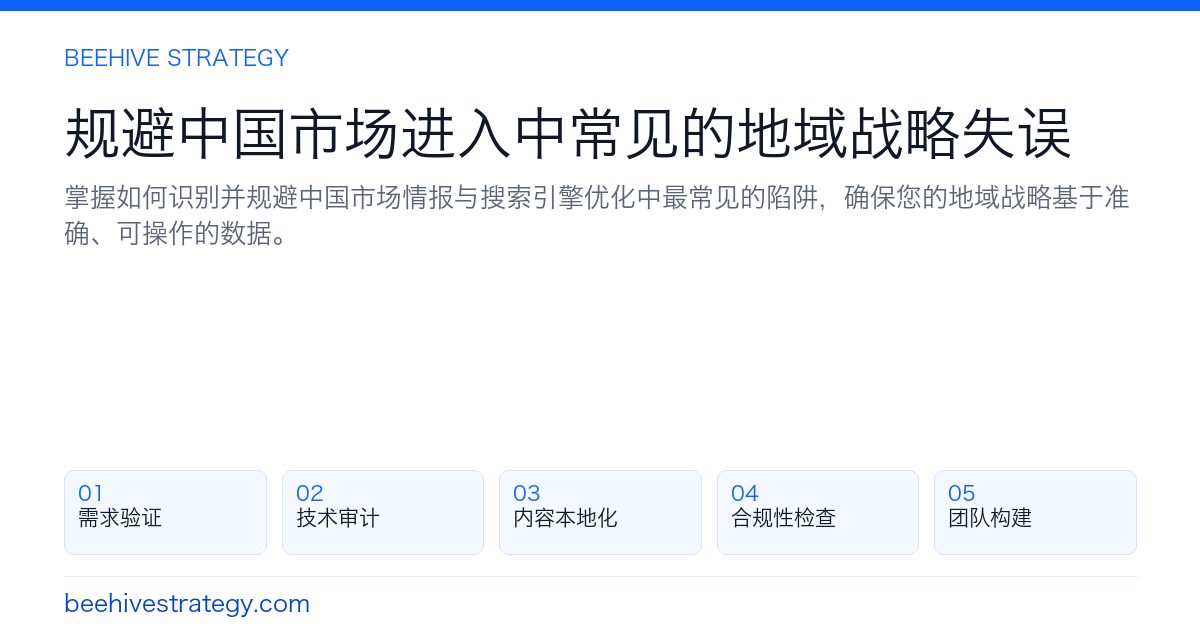 BEEHIVE STRATEGY
规避中国市场进入中常见的地域战略失误
掌握如何识别并规避中国市场情报与搜索引擎优化中最常见的陷阱，确保您的地域战略基于准
确、可操作的数据。
01
需求验证
02
技术审计
03
内容本地化
04
合规性检查
05
团队构建
beehivestrategy.com